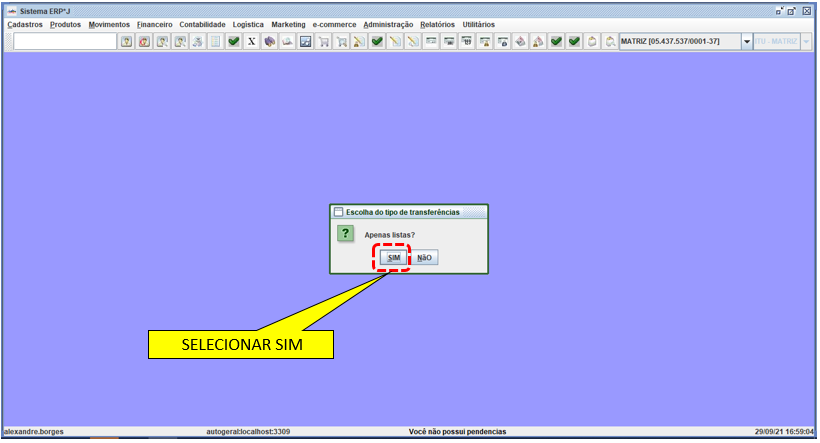 Sistema ERP*J
Cadastros Produtos Movimentos Financeiro Contabilidade Logística Marketing e-commerce Administração Relatórios Utilitários
X MATRIZ [05.437.537/0001-37] ITU - MATRIZ
Escolha do tipo de transferências
? Apenas listas?
SIM NãO
SELECIONAR SIM
alexandre.borges autogeral:localhost:3309 Você não possui pendencias 29/09/21 16:59:04